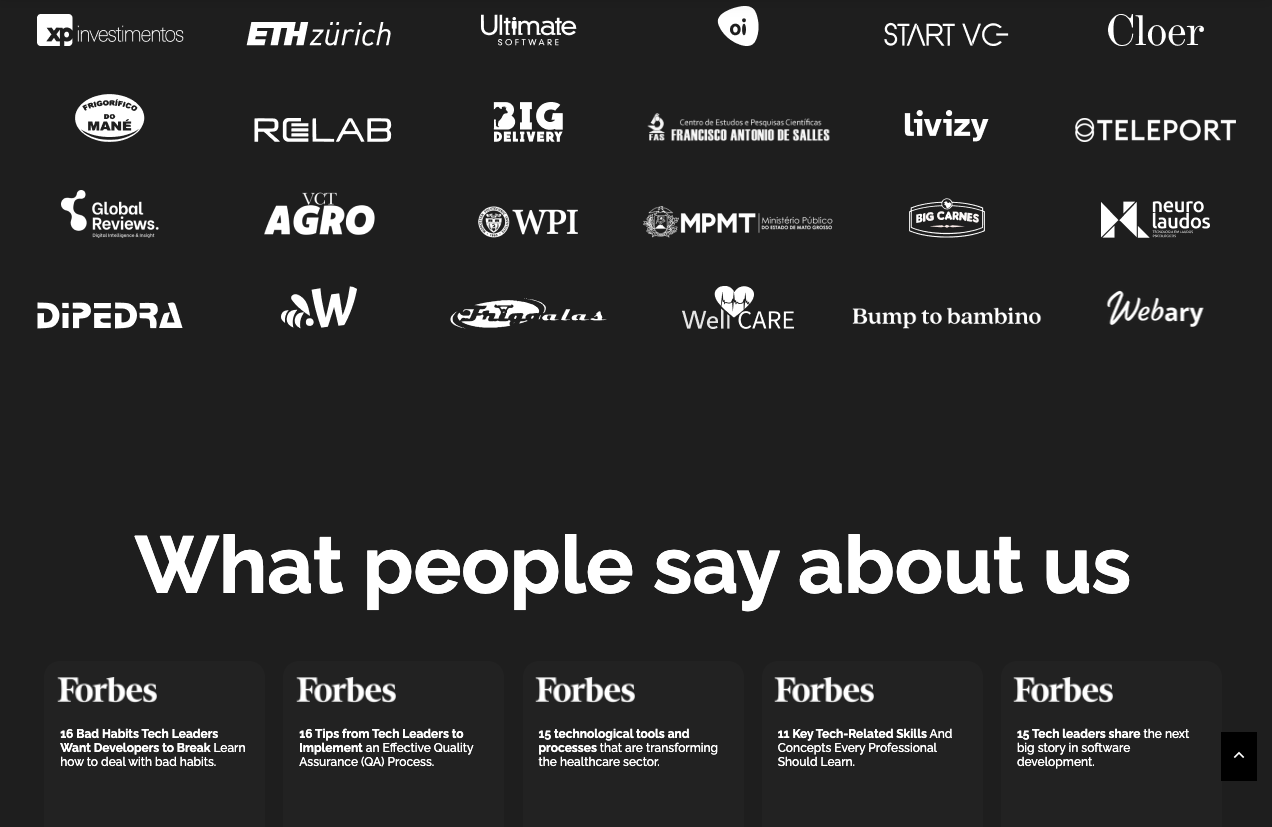 xp investimentos
ETH zürich
Ultimate
SOFTWARE
oi
START VC
Cloer
FRIGORÍFICO
DO
MANÉ
RELAB
BIG
DELIVERY
FAS
Centro de Estudos e Pesquisas Científicas
FRANCISCO ANTONIO DE SALLES
livizy
TELEPORT
Global
Reviews.
Digital Intelligence & Insight
VCT
AGRO
WPI
MPMT
Ministério Público
DO ESTADO DE MATO GROSSO
BIG CARNES
neuro
laudos
DiPEDRA
W
Frigoalas
Well CARE
Bump to bambino
Webary
What people say about us
Forbes
16 Bad Habits Tech Leaders
Want Developers to Break Learn
how to deal with bad habits.
Forbes
16 Tips from Tech Leaders to
Implement an Effective Quality
Assurance (QA) Process.
Forbes
15 technological tools and
processes that are transforming
the healthcare sector.
Forbes
11 Key Tech-Related Skills And
Concepts Every Professional
Should Learn.
Forbes
15 Tech leaders share the next
big story in software
development.